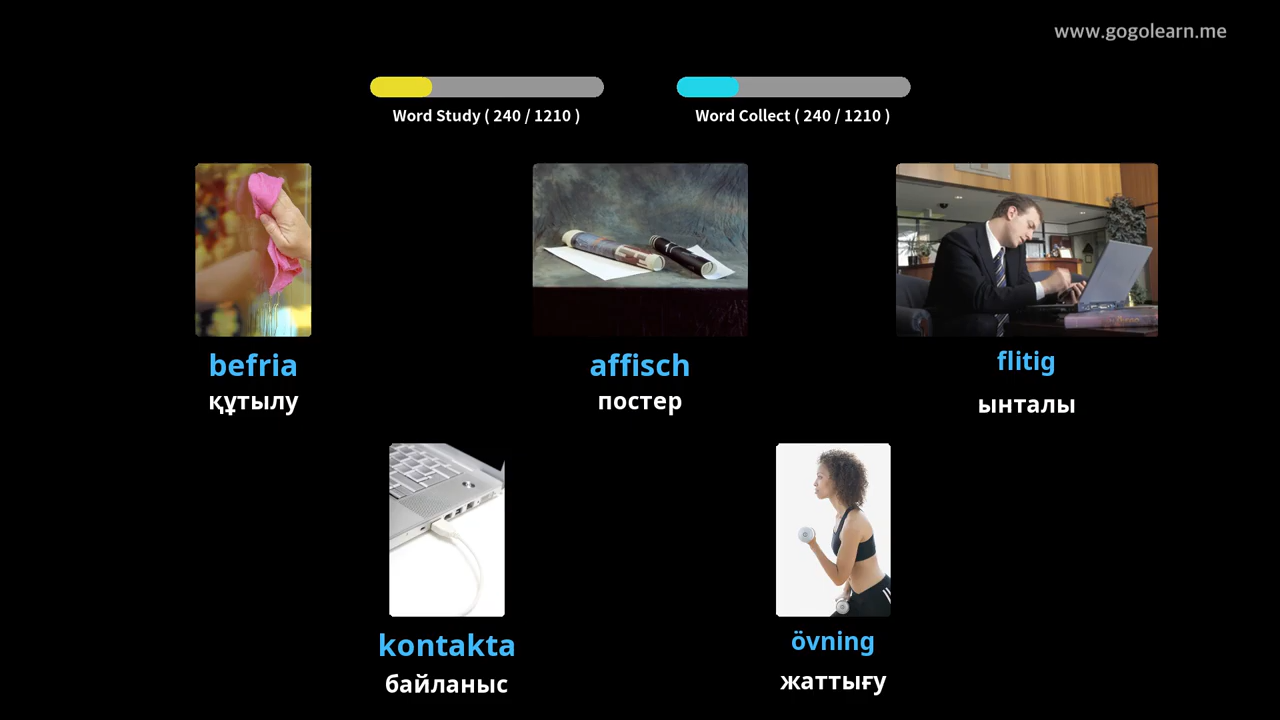 www.gogolearn.me
Word Study ( 240 / 1210 )
Word Collect ( 240 / 1210 )
befria
құтылу
affisch
постер
flitig
ынталы
kontakta
байланыс
övning
жаттығу